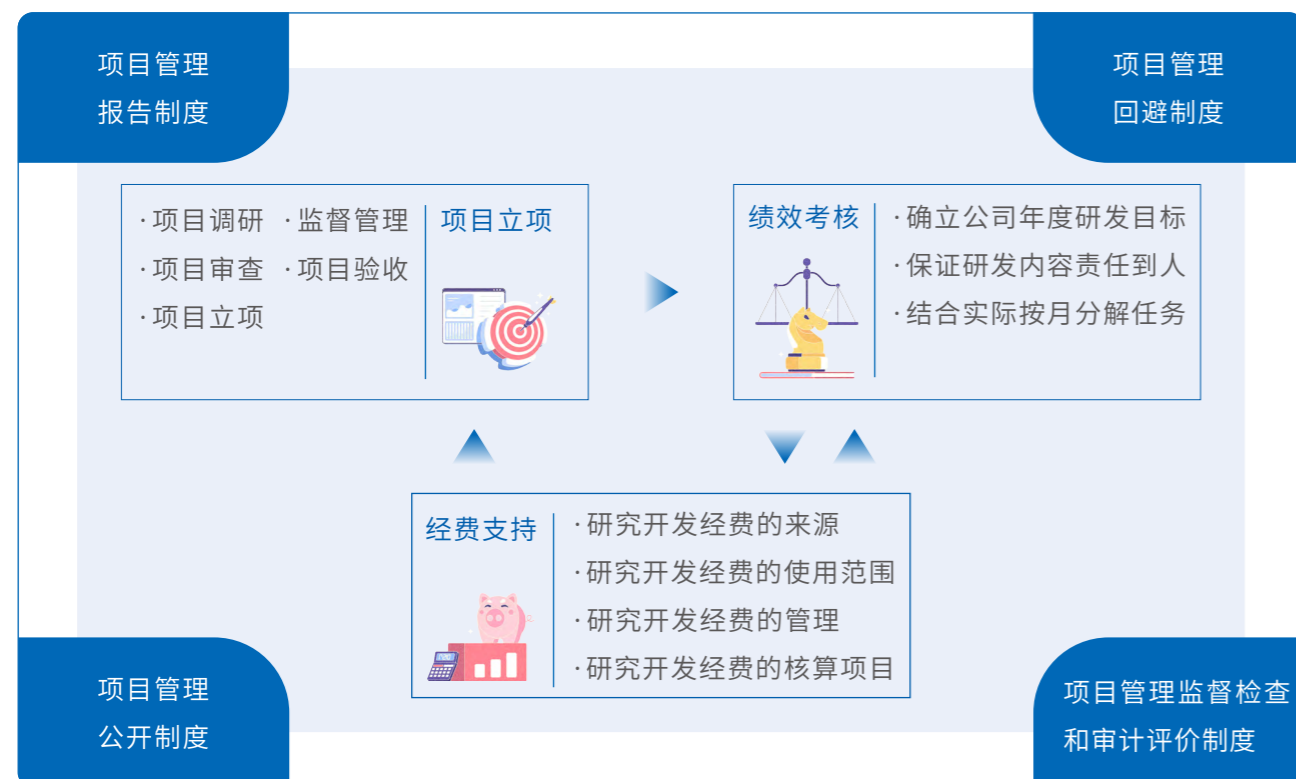 项目管理
报告制度
项目管理
回避制度
·项目调研 ·监督管理
·项目审查 ·项目验收
·项目立项
项目立项
绩效考核
·确立公司年度研发目标
·保证研发内容责任到人
·结合实际按月分解任务
经费支持
·研究开发经费的来源
·研究开发经费的使用范围
·研究开发经费的管理
·研究开发经费的核算项目
项目管理
公开制度
项目管理监督检查
和审计评价制度